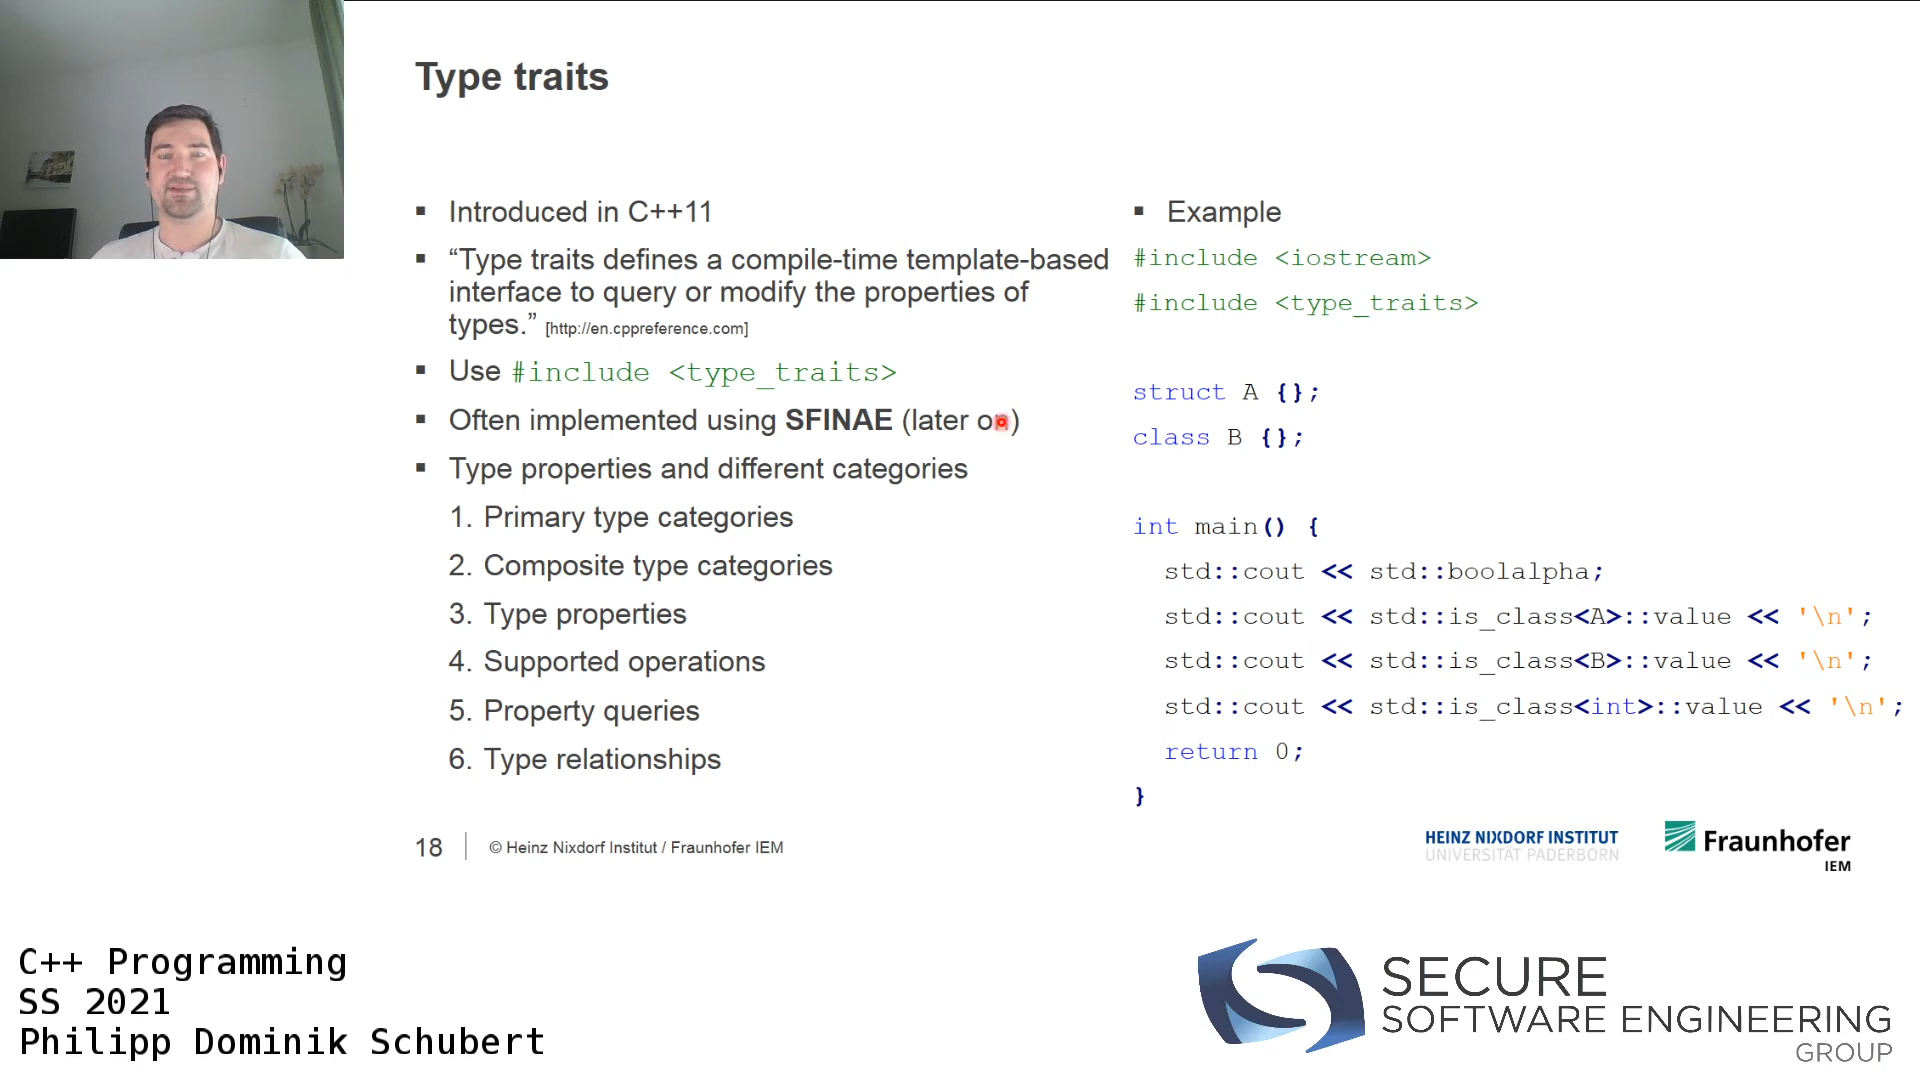 Type traits
▪ Introduced in C++11
▪ “Type traits defines a compile-time template-based
interface to query or modify the properties of
types.” [http://en.cppreference.com]
▪ Use #include <type_traits>
▪ Often implemented using SFINAE (later on)
▪ Type properties and different categories
1. Primary type categories
2. Composite type categories
3. Type properties
4. Supported operations
5. Property queries
6. Type relationships
▪ Example
#include <iostream>
#include <type_traits>
struct A {};
class B {};
int main() {
  std::cout << std::boolalpha;
  std::cout << std::is_class<A>::value << '\n';
  std::cout << std::is_class<B>::value << '\n';
  std::cout << std::is_class<int>::value << '\n';
  return 0;
}
18
© Heinz Nixdorf Institut / Fraunhofer IEM
HEINZ NIXDORF INSTITUT
UNIVERSITÄT PADERBORN
Fraunhofer
IEM
C++ Programming
SS 2021
Philipp Dominik Schubert
SECURE
SOFTWARE ENGINEERING
GROUP